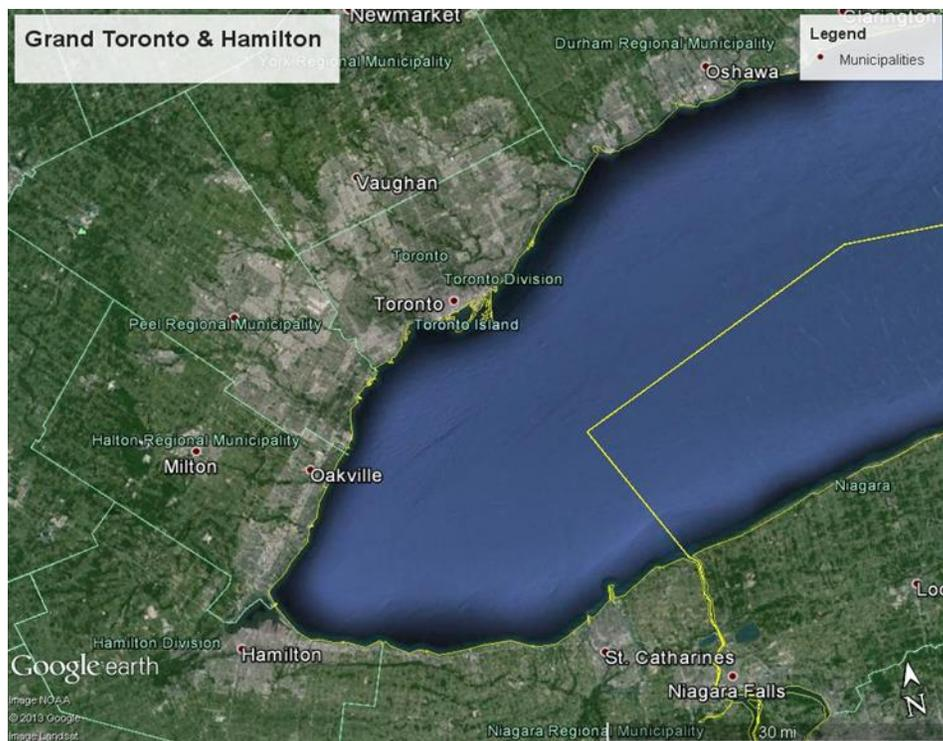 Newmarket
Clarington
Grand Toronto & Hamilton
Durham Regional Municipality
Legend
York Regional Municipality
Municipalities
Oshawa
Vaughan
Toronto
Toronto Division
Toronto
Peel Regional Municipality
Toronto Island
Halton Regional Municipality
Milton
Oakville
Niagara
Loc
Hamilton Division
Hamilton
St. Catharines
Google earth
Niagara Falls
Image NOAA
© 2013 Google
Image Landsat
Niagara Regional Municipality
30 mi
N